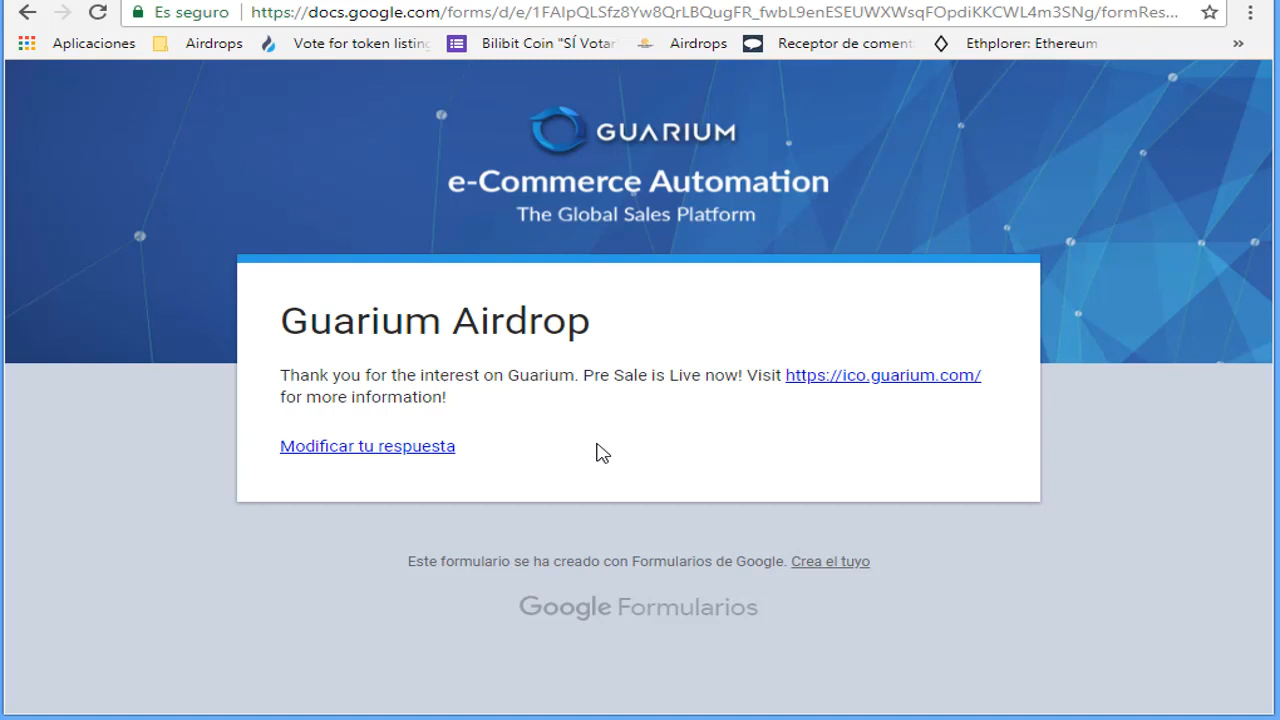 Es seguro
https://docs.google.com/forms/d/e/1FAIpQLSfz8Yw8QrLBQugFR_fwbL9enESEUWXWsqFOpdiKKCWL4m3SNg/formRes...
Aplicaciones Airdrops Vote for token listing Bilibit Coin "SÍ Votar Airdrops Receptor de coment Ethplorer: Ethereum »
GUARIUM
e-Commerce Automation
The Global Sales Platform
Guarium Airdrop
Thank you for the interest on Guarium. Pre Sale is Live now! Visit https://ico.guarium.com/
for more information!
Modificar tu respuesta
Este formulario se ha creado con Formularios de Google. Crea el tuyo
Google Formularios